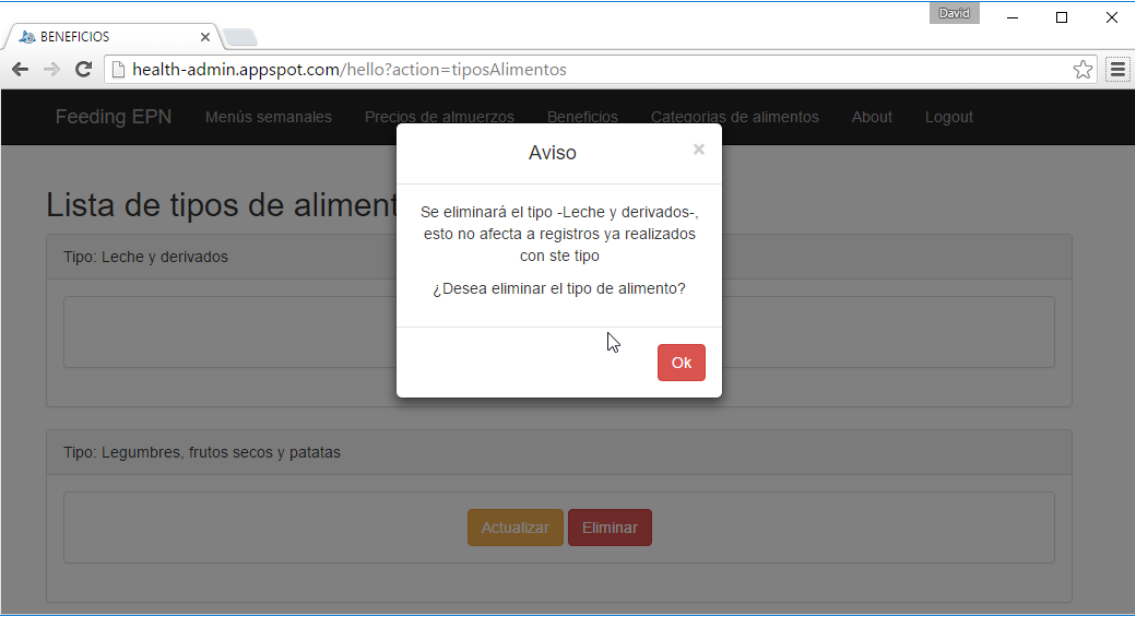 David
BENEFICIOS
health-admin.appspot.com/hello?action=tiposAlimentos
Feeding EPN Menús semanales Precios de almuerzos Beneficios Categorias de alimentos About Logout
Aviso ×
Lista de tipos de aliment
Se eliminará el tipo -Leche y derivados-,
esto no afecta a registros ya realizados
con ste tipo
¿Desea eliminar el tipo de alimento?
Ok
Tipo: Leche y derivados
Tipo: Legumbres, frutos secos y patatas
Actualizar Eliminar